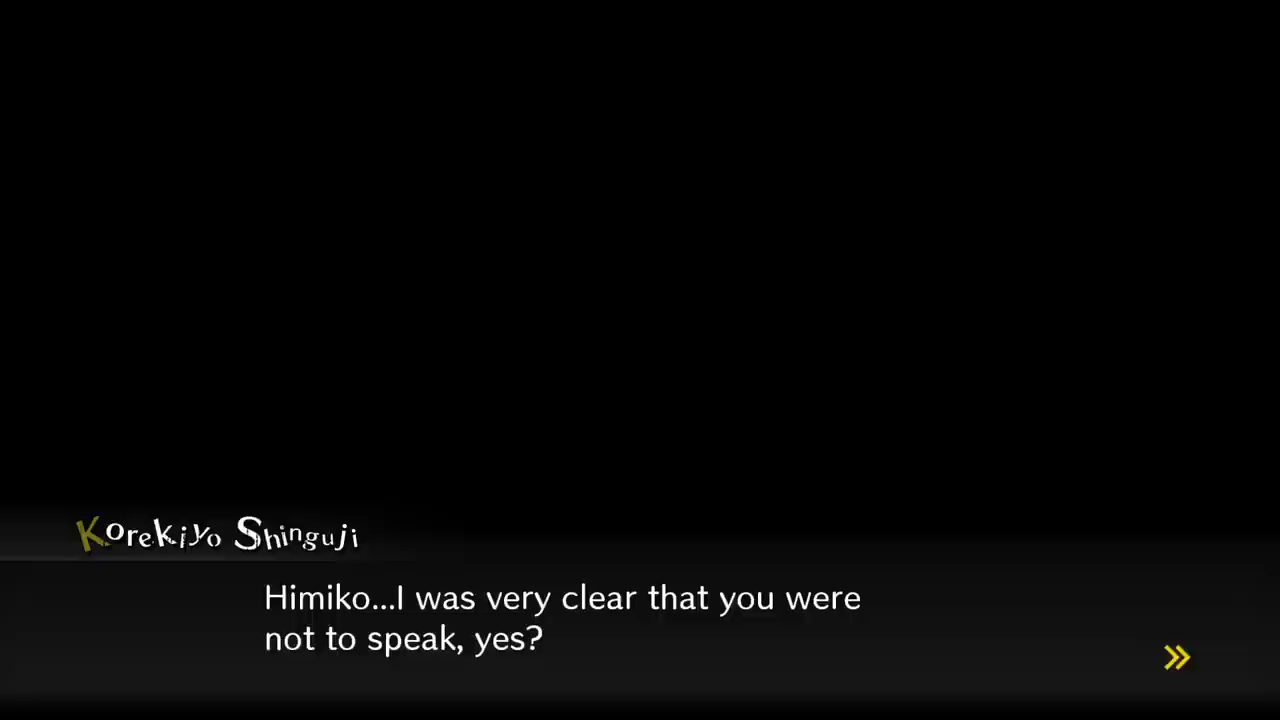 Korekiyo Shinguji
Himiko...I was very clear that you were
not to speak, yes?